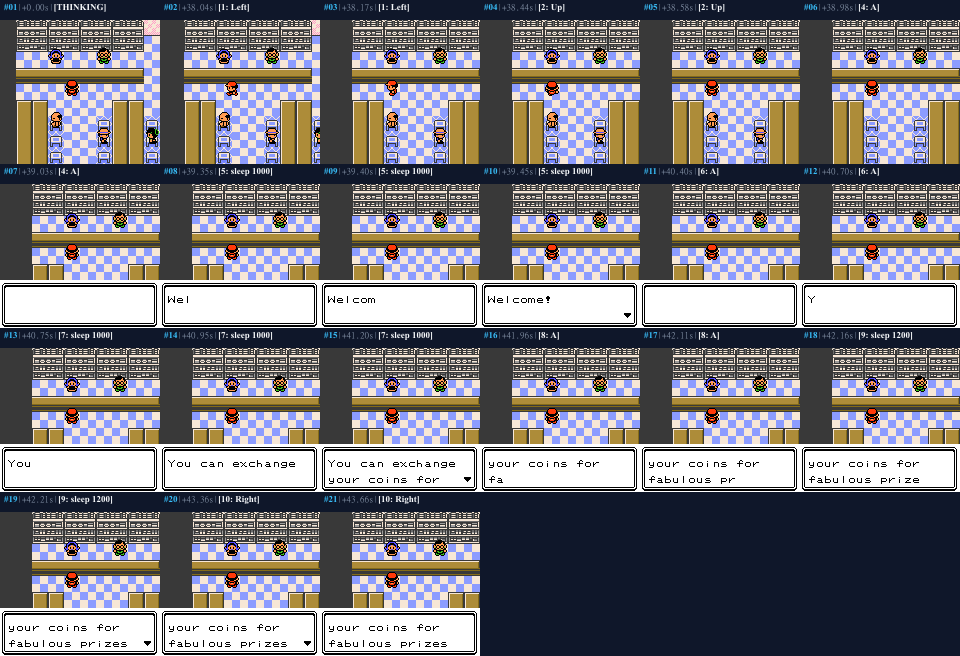 #01|+0.00s|[THINKING]
#02|+38.04s|[1: Left]
#03|+38.17s|[1: Left]
#04|+38.44s|[2: Up]
#05|+38.58s|[2: Up]
#06|+38.98s|[4: A]
#07|+39.03s|[4: A]
#08|+39.35s|[5: sleep 1000]
#09|+39.40s|[5: sleep 1000]
#10|+39.45s|[5: sleep 1000]
#11|+40.40s|[6: A]
#12|+40.70s|[6: A]
Wel
Welcom
Welcome!
Y
#13|+40.75s|[7: sleep 1000]
#14|+40.95s|[7: sleep 1000]
#15|+41.20s|[7: sleep 1000]
#16|+41.96s|[8: A]
#17|+42.11s|[8: A]
#18|+42.16s|[9: sleep 1200]
You
You can exchange
You can exchange
your coins for
your coins for
fa
your coins for
fabulous pr
your coins for
fabulous prize
#19|+42.21s|[9: sleep 1200]
#20|+43.36s|[10: Right]
#21|+43.66s|[10: Right]
your coins for
fabulous prizes
your coins for
fabulous prizes
your coins for
fabulous prizes